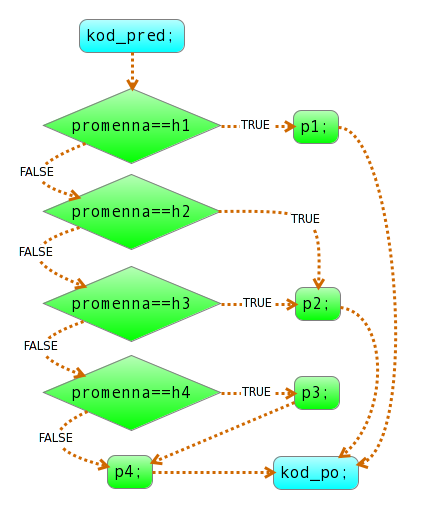 kod_pred;
promenna==h1
TRUE
p1;
FALSE
promenna==h2
TRUE
FALSE
promenna==h3
TRUE
p2;
FALSE
promenna==h4
TRUE
p3;
FALSE
p4;
kod_po;